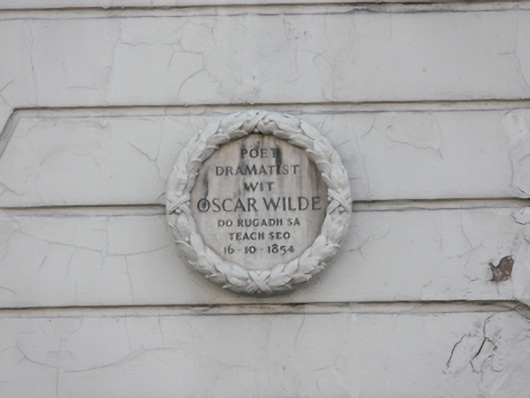 POET
DRAMATIST
WIT
OSCAR WILDE
DO RUGADH SA
TEACH SEO
16-10-1854